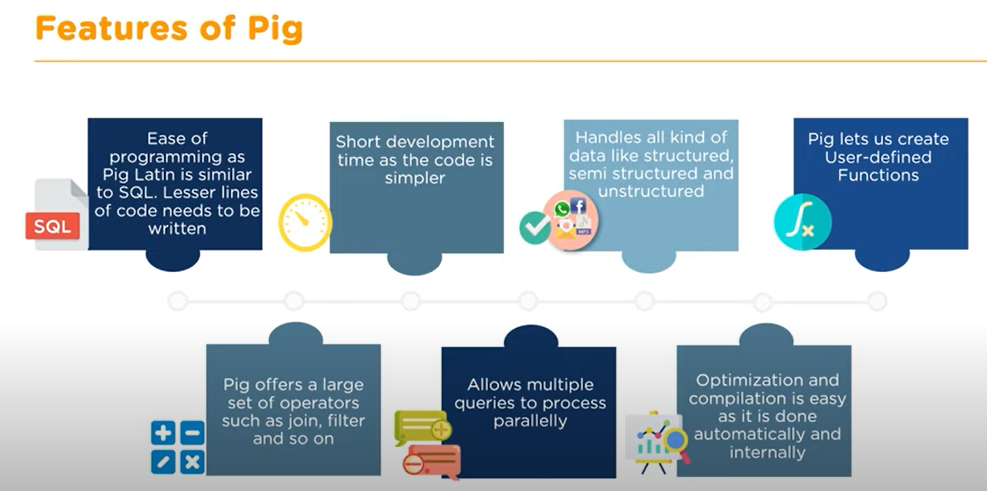 Features of Pig
Ease of
programming as
Pig Latin is similar
to SQL. Lesser lines
of code needs to be
written
SQL
Short development
time as the code is
simpler
Handles all kind of
data like structured,
semi structured and
unstructured
Pig lets us create
User-defined
Functions
Pig offers a large
set of operators
such as join, filter
and so on
Allows multiple
queries to process
parallelly
Optimization and
compilation is easy
as it is done
automatically and
internally